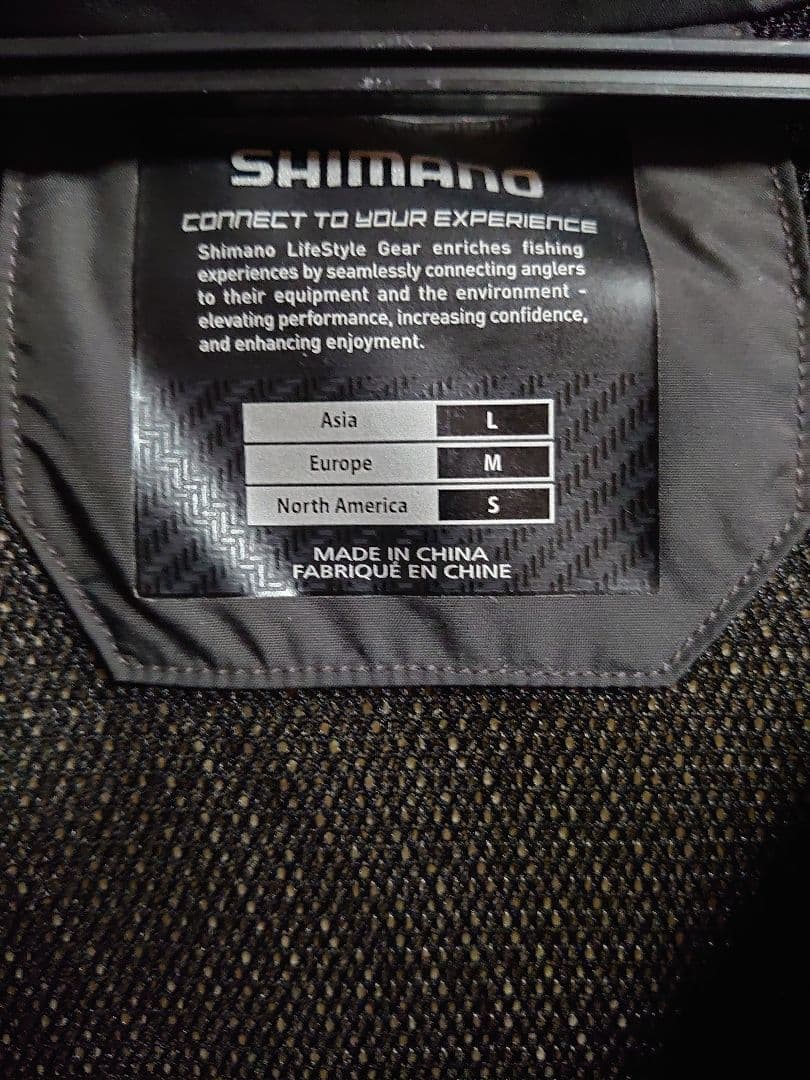 SHIMANO
CONNECT TO YOUR EXPERIENCE
Shimano LifeStyle Gear enriches fishing
experiences by seamlessly connecting anglers
to their equipment and the environment -
elevating performance, increasing confidence,
and enhancing enjoyment.
Asia L
Europe M
North America S
MADE IN CHINA
FABRIQUÉ EN CHINE